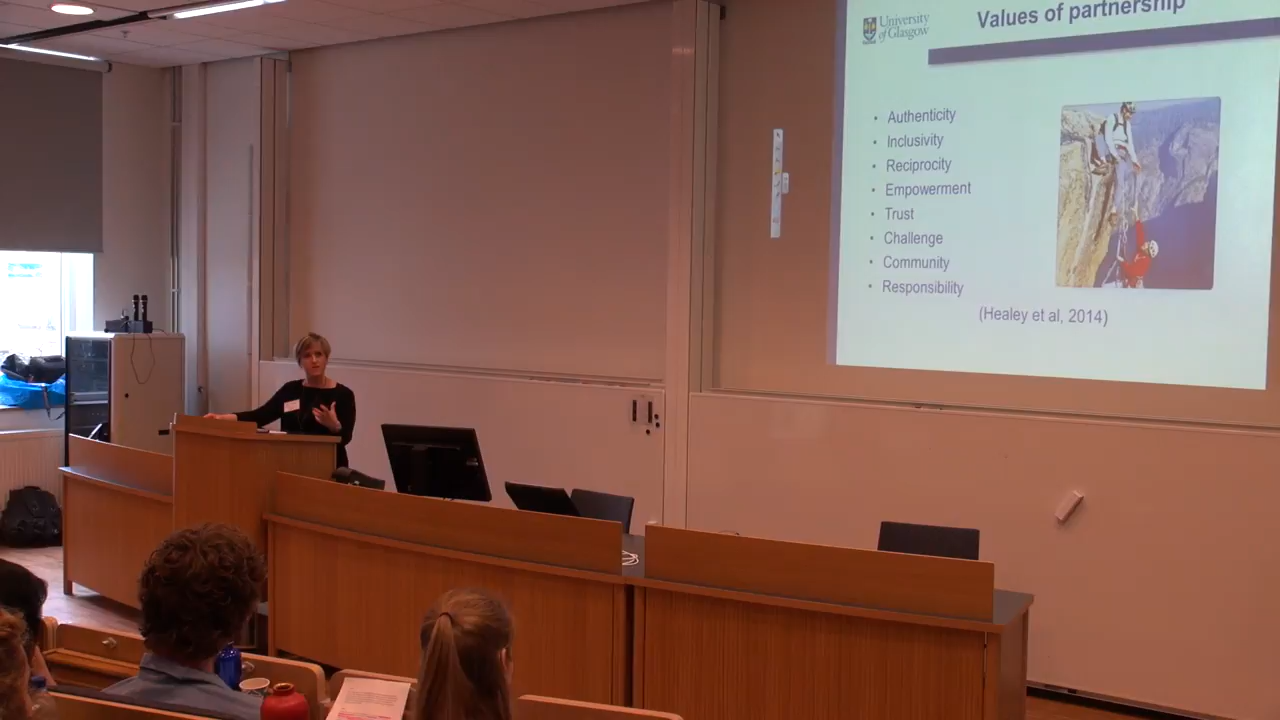 University
of Glasgow
Values of partnership
• Authenticity
• Inclusivity
• Reciprocity
• Empowerment
• Trust
• Challenge
• Community
• Responsibility
(Healey et al, 2014)